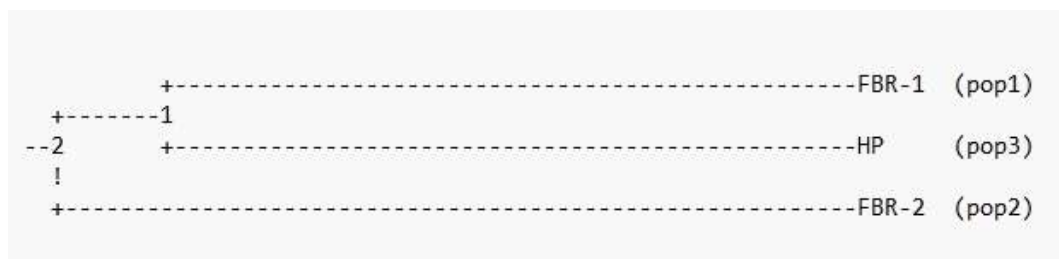 +--------------------------------------------------FBR-1  (pop1)
+-------1
--2       +--------------------------------------------------HP     (pop3)
!
+-----------------------------------------------------------FBR-2  (pop2)